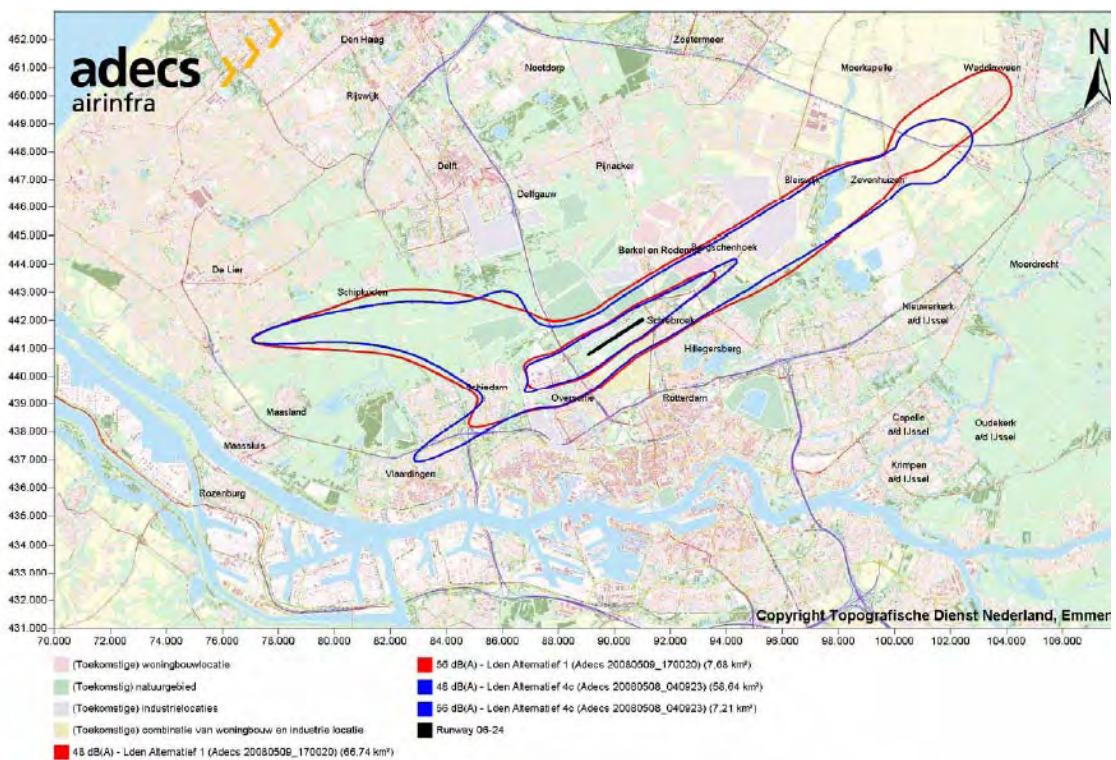 adecs
airinfra
N
462.000
461.000
460.000
449.000
448.000
447.000
446.000
445.000
444.000
443.000
442.000
441.000
440.000
439.000
438.000
437.000
436.000
435.000
434.000
433.000
432.000
431.000
Den Haag
Zoetermeer
Nootdorp
Moerkapelle
Waddinxveen
Rijswijk
Delft
Pijnacker
Delfgauw
Bleiswijk
Zevenhuizen
Berkel en Rodenrijs
Bergschenhoek
De Lier
Moerdrecht
Schipluiden
Nieuwerkerk
a/d IJssel
Schiebroek
Hillegersberg
Schiedam
Overschie
Rotterdam
Maasland
Capelle
a/d IJssel
Ouderkerk
a/d IJssel
Maassluis
Vlaardingen
Krimpen
a/d IJssel
Rozenburg
Copyright Topografische Dienst Nederland, Emmen
70.000 72.000 74.000 76.000 78.000 80.000 82.000 84.000 86.000 88.000 90.000 92.000 94.000 96.000 98.000 100.000 102.000 104.000 106.000
(Toekomstige) woningbouwlocatie
(Toekomstig) natuurgebied
(Toekomstige) industrielocaties
(Toekomstige) combinatie van woningbouw en industrie locatie
48 dB(A) - Lden Alternatief 1 (Adecs 20080509_170020) (66,74 km²)
56 dB(A) - Lden Alternatief 1 (Adecs 20080509_170020) (7,68 km²)
48 dB(A) - Lden Alternatief 4c (Adecs 20080508_040923) (58,64 km²)
56 dB(A) - Lden Alternatief 4c (Adecs 20080508_040923) (7,21 km²)
Runway 06-24